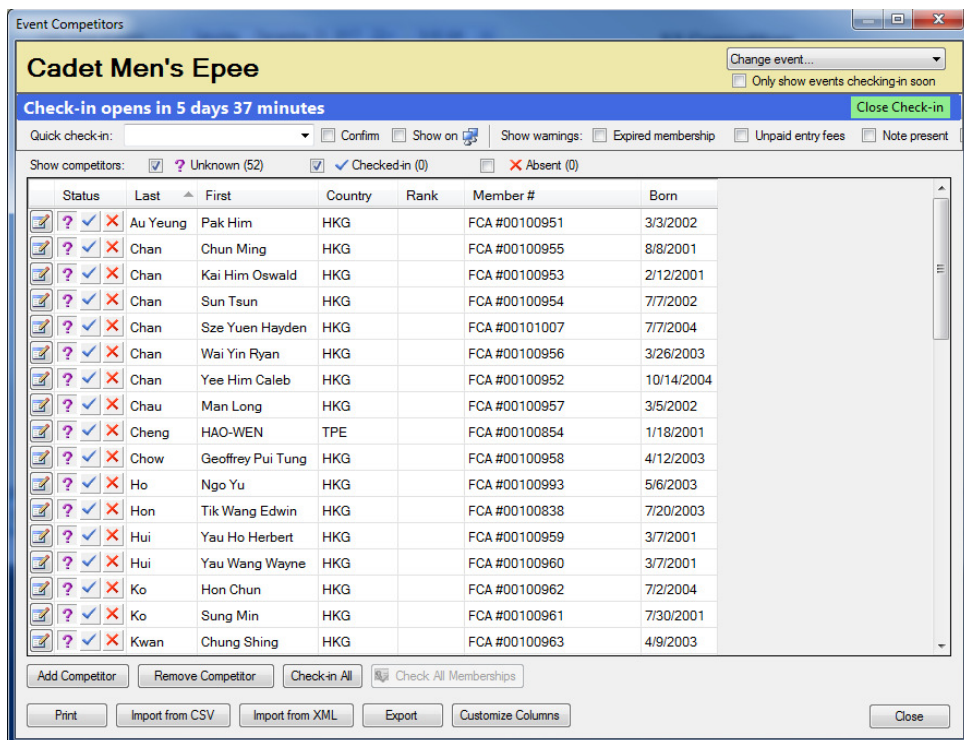 Event Competitors
Cadet Men's Epee
Change event...
Only show events checking-in soon
Check-in opens in 5 days 37 minutes Close Check-in
Quick check-in: Confirm Show on Show warnings: Expired membership Unpaid entry fees Note present
Show competitors: ? Unknown (52) Checked-in (0) Absent (0)
Status Last First Country Rank Member # Born
? Au Yeung Pak Him HKG FCA #00100951 3/3/2002
? Chan Chun Ming HKG FCA #00100955 8/8/2001
? Chan Kai Him Oswald HKG FCA #00100953 2/12/2001
? Chan Sun Tsun HKG FCA #00100954 7/7/2002
? Chan Sze Yuen Hayden HKG FCA #00101007 7/7/2004
? Chan Wai Yin Ryan HKG FCA #00100956 3/26/2003
? Chan Yee Him Caleb HKG FCA #00100952 10/14/2004
? Chau Man Long HKG FCA #00100957 3/5/2002
? Cheng HAO-WEN TPE FCA #00100854 1/18/2001
? Chow Geoffrey Pui Tung HKG FCA #00100958 4/12/2003
? Ho Ngo Yu HKG FCA #00100993 5/6/2003
? Hon Tik Wang Edwin HKG FCA #00100838 7/20/2003
? Hui Yau Ho Herbert HKG FCA #00100959 3/7/2001
? Hui Yau Wang Wayne HKG FCA #00100960 3/7/2001
? Ko Hon Chun HKG FCA #00100962 7/2/2004
? Ko Sung Min HKG FCA #00100961 7/30/2001
? Kwan Chung Shing HKG FCA #00100963 4/9/2003
Add Competitor Remove Competitor Check-in All Check All Memberships
Print Import from CSV Import from XML Export Customize Columns Close